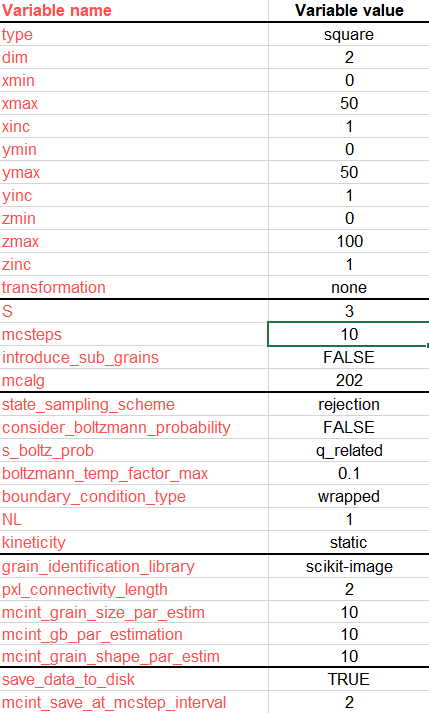 Variable name Variable value
type square
dim 2
xmin 0
xmax 50
xinc 1
ymin 0
ymax 50
yinc 1
zmin 0
zmax 100
zinc 1
transformation none
S 3
mcsteps 10
introduce_sub_grains FALSE
mcalg 202
state_sampling_scheme rejection
consider_boltzmann_probability FALSE
s_boltz_prob q_related
boltzmann_temp_factor_max 0.1
boundary_condition_type wrapped
NL 1
kineticity static
grain_identification_library scikit-image
pxl_connectivity_length 2
mcint_grain_size_par_estim 10
mcint_gb_par_estimation 10
mcint_grain_shape_par_estim 10
save_data_to_disk TRUE
mcint_save_at_mcstep_interval 2